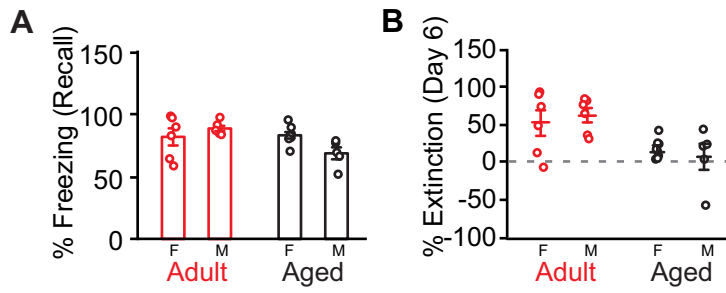 A
% Freezing (Recall)
150
100
50
0
F M F M
Adult Aged
B
% Extinction (Day 6)
150
100
50
0
-50
-100
F M F M
Adult Aged